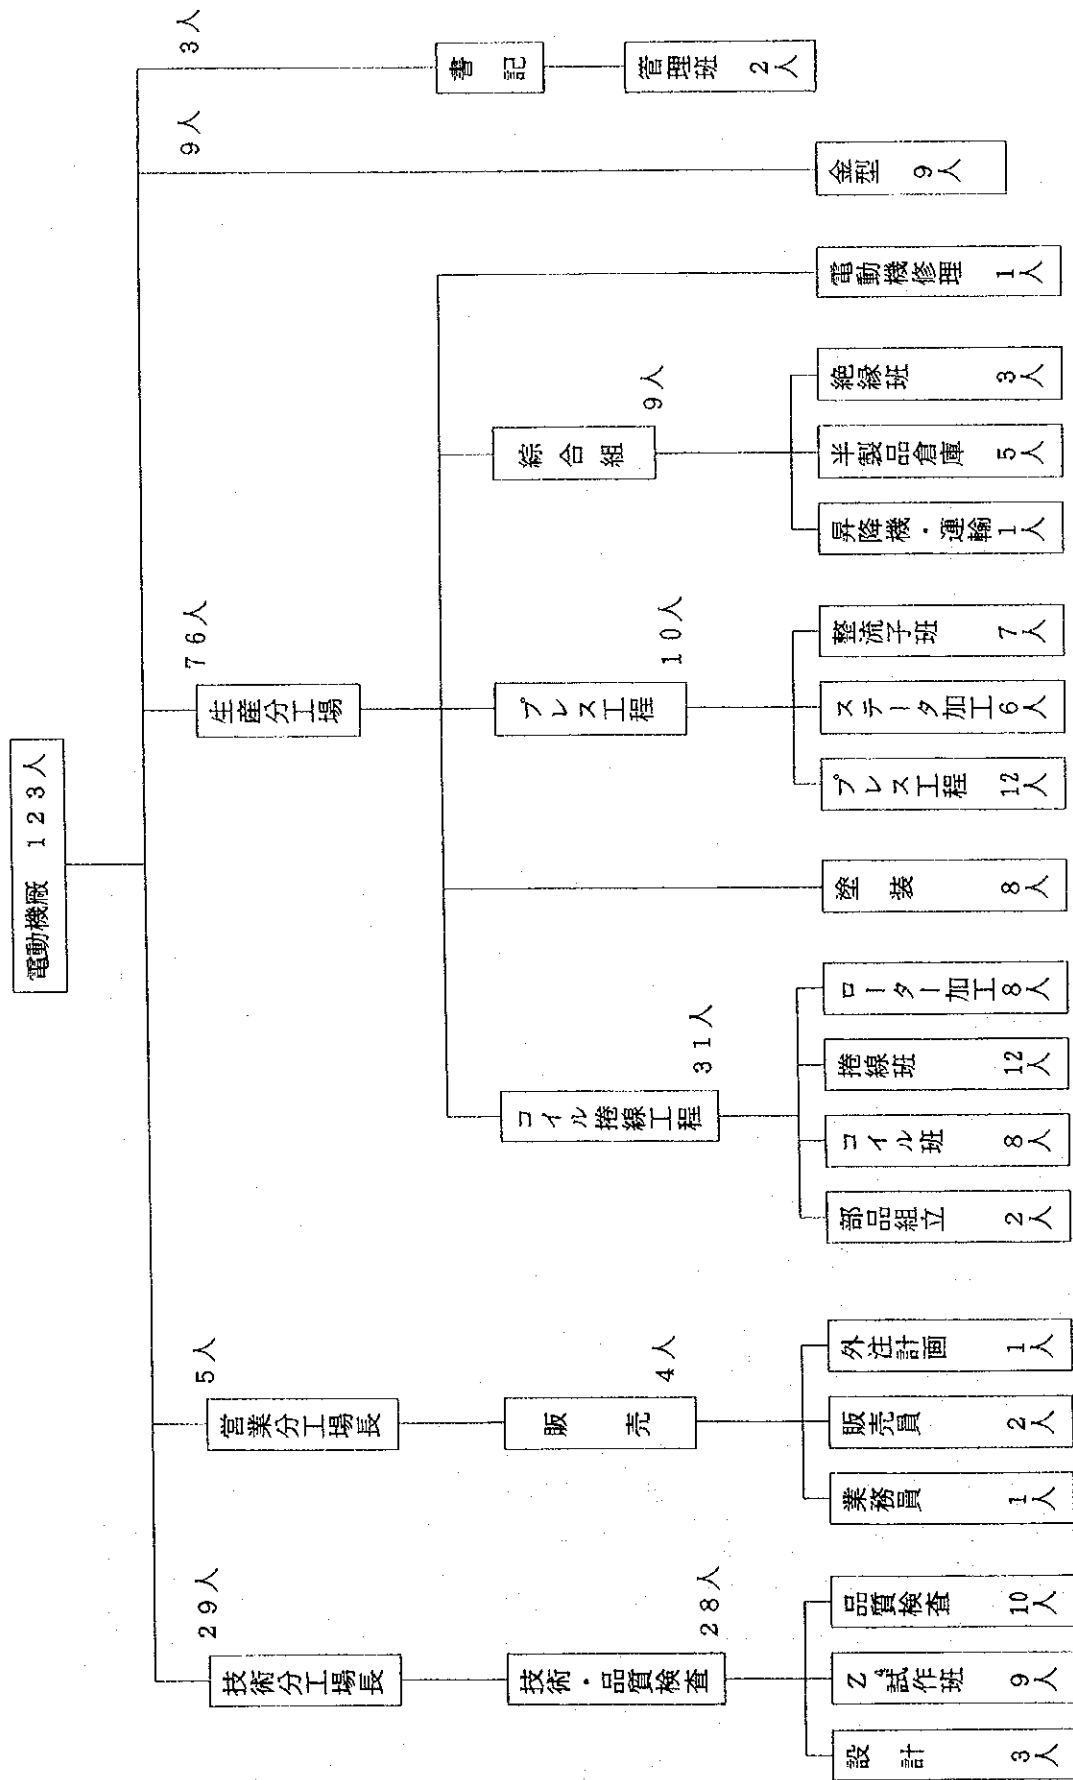 電動機廠 123人
29人
5人
76人
9人
3人
技術分工場長
営業分工場長
生産分工場
書記
管理班 2人
28人
4人
31人
10人
9人
技術・品質検査
販売
コイル捲線工程
プレス工程
綜合組
設計 3人
Z4試作班 9人
品質検査 10人
業務員 1人
販売員 2人
外注計画 1人
部品組立 2人
コイル班 8人
捲線班 12人
ローター加工 8人
塗装 8人
プレス工程 12人
ステータ加工 6人
整流子班 7人
昇降機・運輸 1人
半製品倉庫 5人
絶縁班 3人
電動機修理 1人
金型 9人